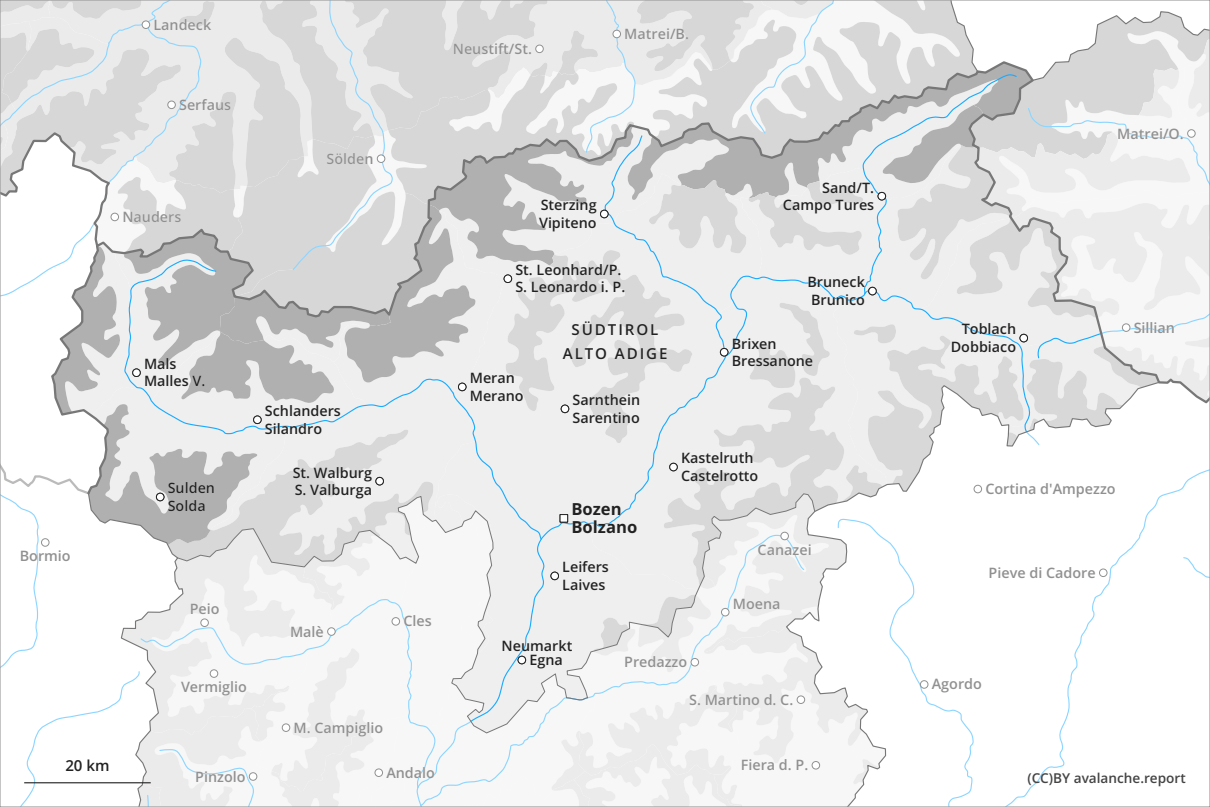 Landeck
Neustift/St.
Matrei/B.
Serfaus
Matrei/O.
Sölden
Nauders
Sand/T.
Campo Tures
Sterzing
Vipiteno
St. Leonhard/P.
S. Leonardo i. P.
Bruneck
Brunico
SÜDTIROL
ALTO ADIGE
Toblach
Dobbiaco
Sillian
Brixen
Bressanone
Mals
Malles V.
Meran
Merano
Sarnthein
Sarentino
Schlanders
Silandro
Kastelruth
Castelrotto
St. Walburg
S. Valburga
Sulden
Solda
Cortina d'Ampezzo
Bozen
Bolzano
Bormio
Canazei
Leifers
Laives
Pieve di Cadore
Peio
Moena
Malè
Cles
Neumarkt
Egna
Predazzo
Vermiglio
Agordo
S. Martino d. C.
M. Campiglio
Fiera d. P.
20 km
Pinzolo
Andalo
(CC)BY avalanche.report